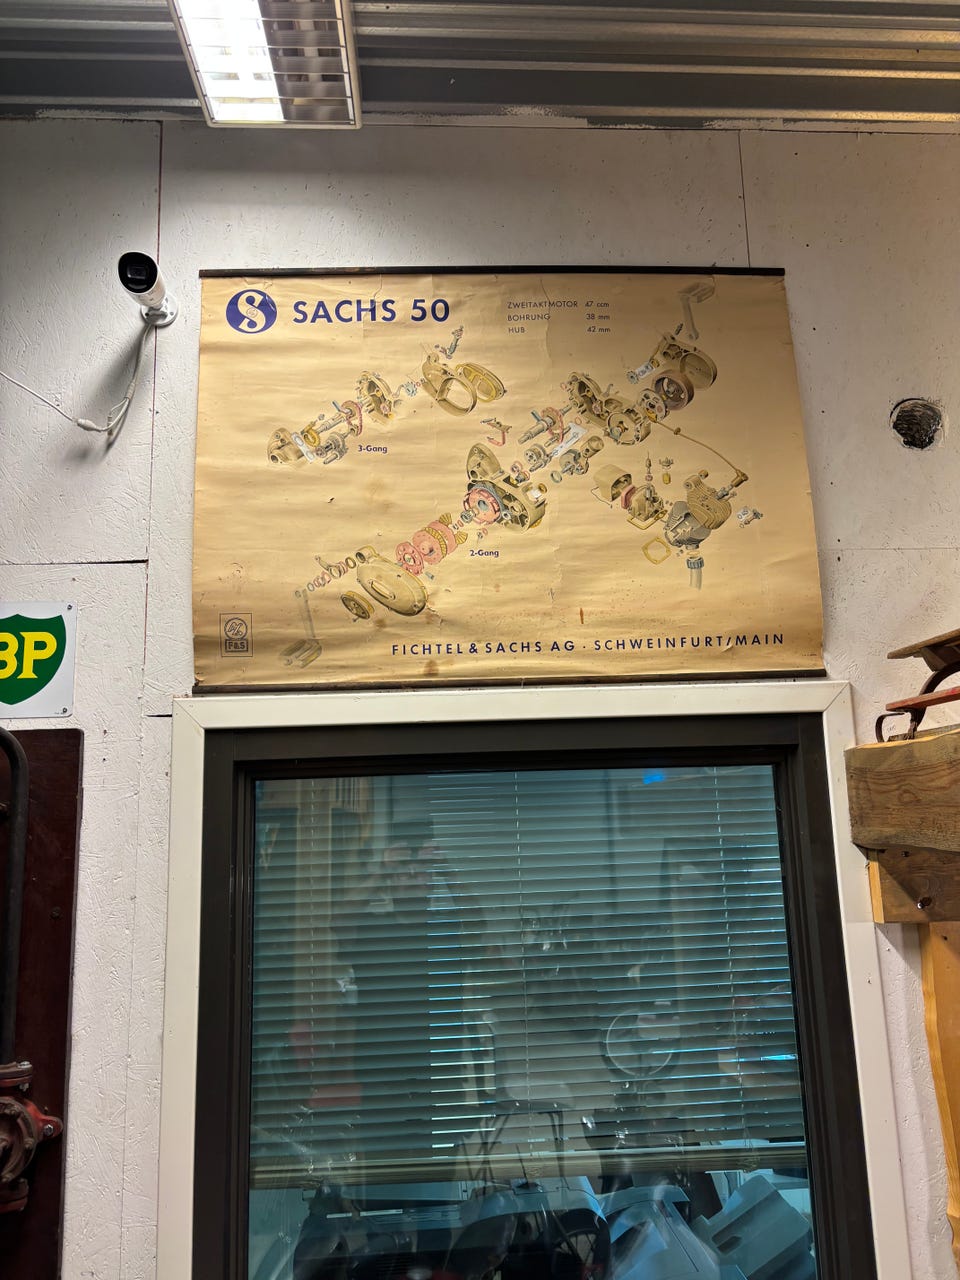 SACHS 50
ZWEITAKTMOTOR 47 ccm
BOHRUNG 38 mm
HUB 42 mm
3-Gang
2-Gang
F&S
FICHTEL & SACHS AG · SCHWEINFURT/MAIN
BP